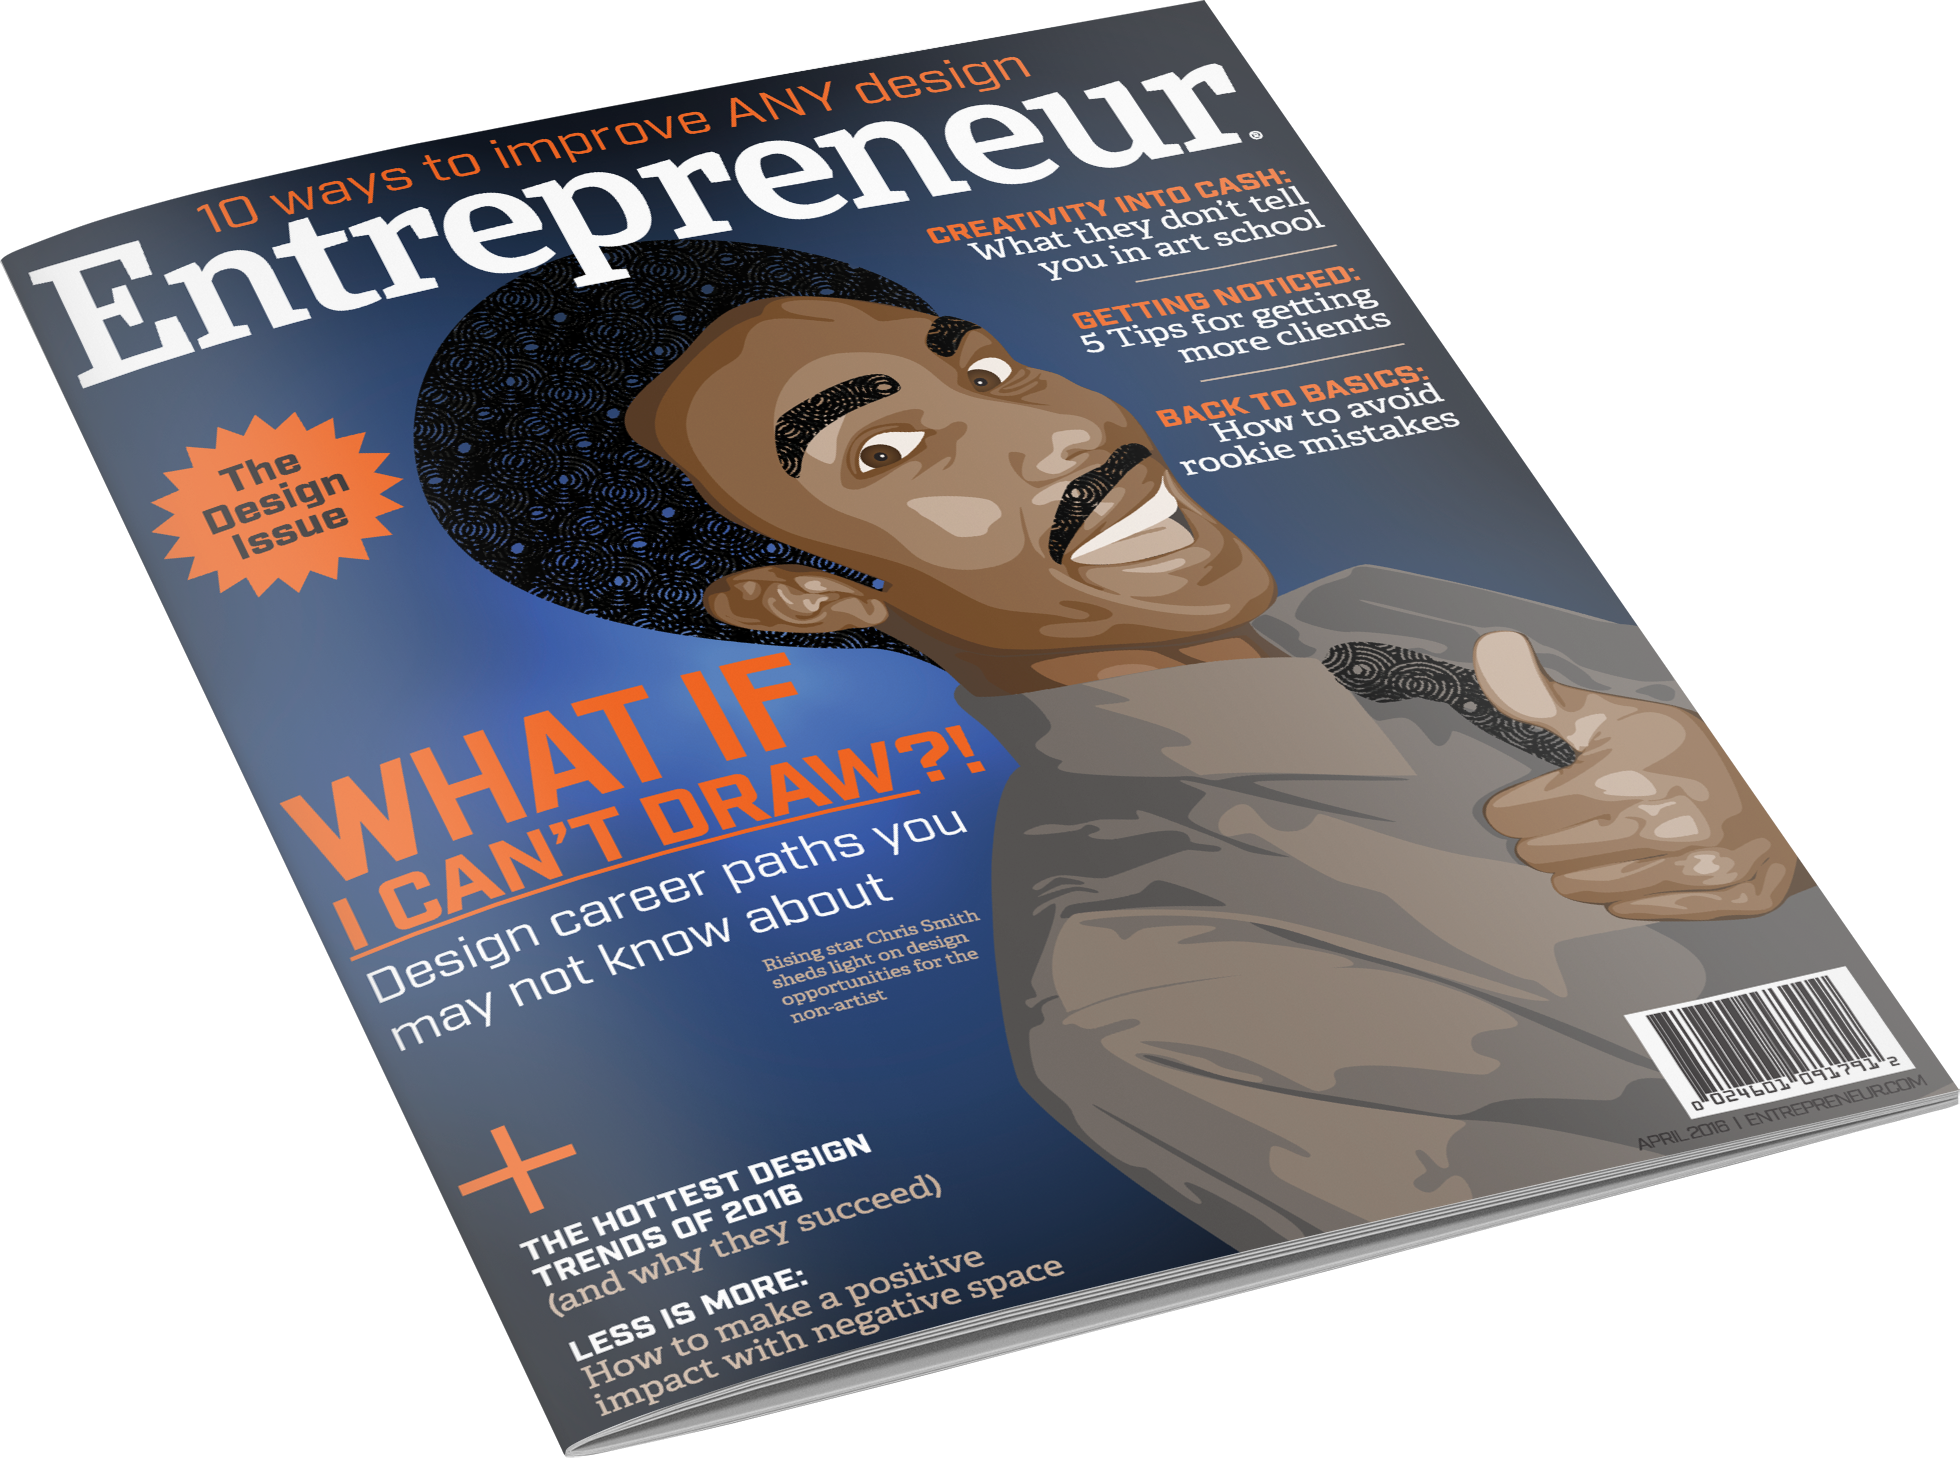 10 ways to improve ANY design
Entrepreneur®
CREATIVITY INTO CASH:
What they don't tell
you in art school
GETTING NOTICED:
5 Tips for getting
more clients
BACK TO BASICS:
How to avoid
rookie mistakes
The
Design
Issue
WHAT IF
I CAN'T DRAW?!
Design career paths you
may not know about
Rising star Chris Smith
sheds light on design
opportunities for the
non-artist
+
THE HOTTEST DESIGN
TRENDS OF 2016
(and why they succeed)
LESS IS MORE:
How to make a positive
impact with negative space
0 024601 091791 2
APRIL 2016 | ENTREPRENEUR.COM